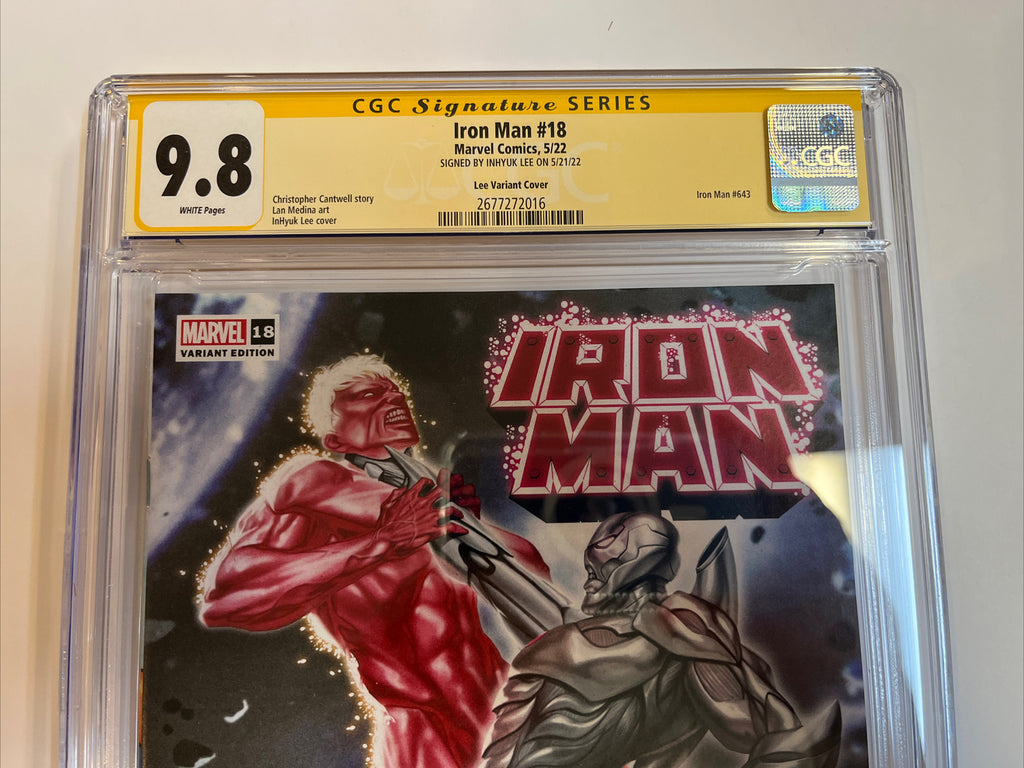 CGC Signature SERIES
9.8
WHITE Pages
Iron Man #18
Marvel Comics, 5/22
SIGNED BY INHYUK LEE ON 5/21/22
Lee Variant Cover
2677272016
Christopher Cantwell story
Lan Medina art
InHyuk Lee cover
Iron Man #643
CGC
CGC
MARVEL 18
VARIANT EDITION
IRON
MAN